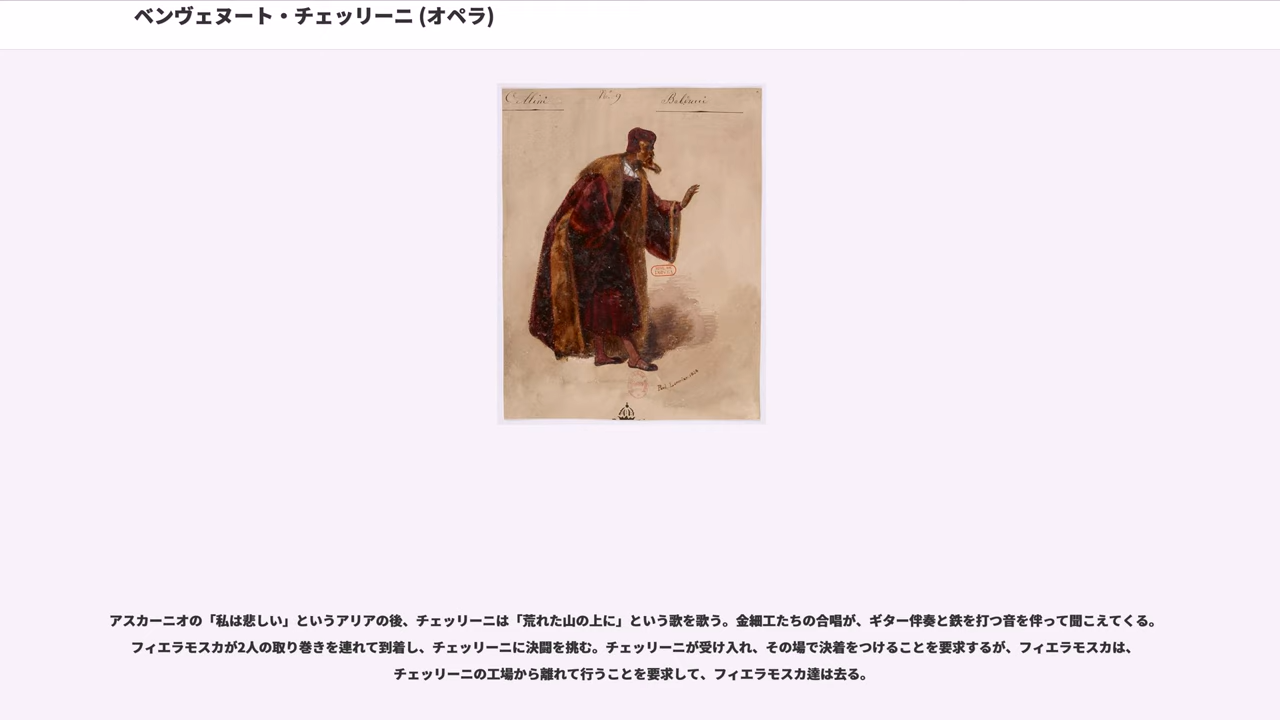 ベンヴェヌート・チェッリーニ (オペラ)
Cellini
No. 9
Balducci
アスカーニオの「私は悲しい」というアリアの後、チェッリーニは「荒れた山の上に」という歌を歌う。金細工たちの合唱が、ギター伴奏と鉄を打つ音を伴って聞こえてくる。
フィエラモスカが2人の取り巻きを連れて到着し、チェッリーニに決闘を挑む。チェッリーニが受け入れ、その場で決着をつけることを要求するが、フィエラモスカは、
チェッリーニの工場から離れて行うことを要求して、フィエラモスカ達は去る。